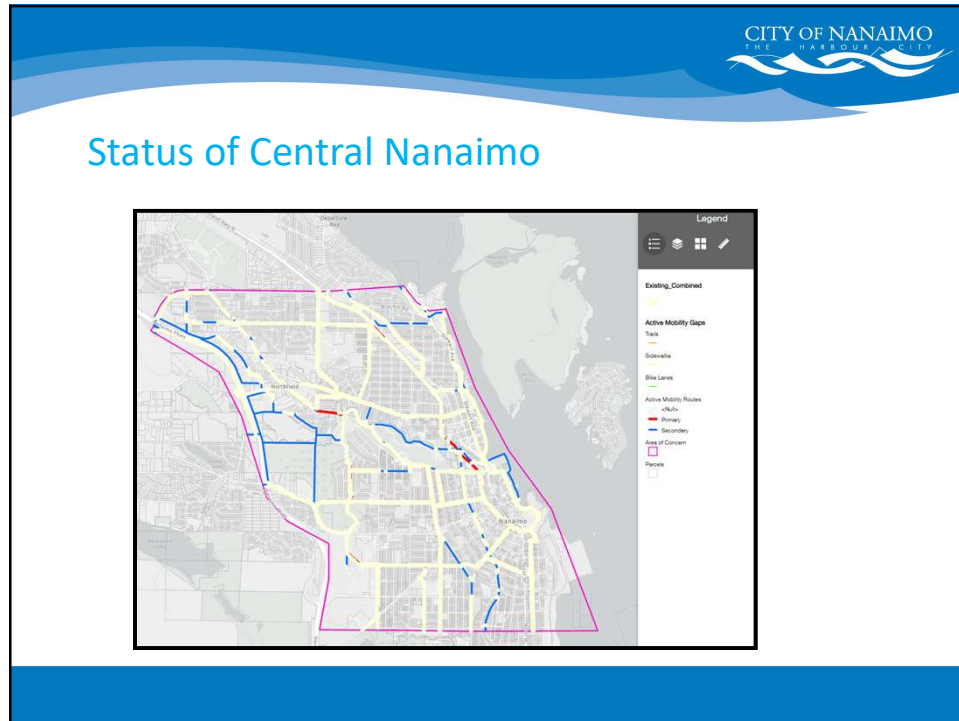 CITY OF NANAIMO
THE HARBOUR CITY
Status of Central Nanaimo
Legend
Departure
Bay
Existing_Combined
Active Mobility Gaps
Trails
Sidewalks
Bike Lanes
Active Mobility Routes
<Null>
Primary
Secondary
Area of Concern
Parcels
Northfield
Nanaimo